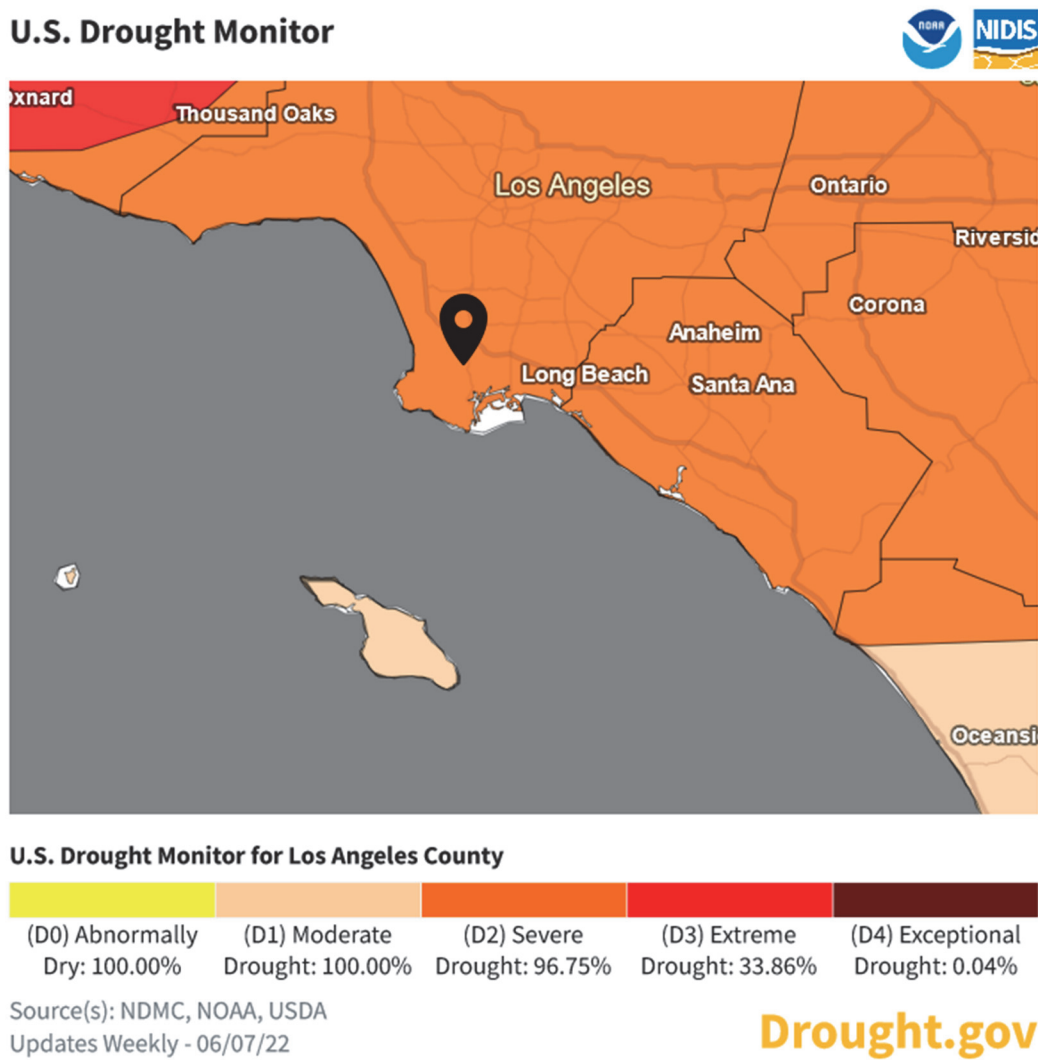 U.S. Drought Monitor
NOAA
NIDIS
xnard
Thousand Oaks
Los Angeles
Ontario
Riversid
Corona
Anaheim
Long Beach
Santa Ana
Oceansi
U.S. Drought Monitor for Los Angeles County
(D0) Abnormally
Dry: 100.00%
(D1) Moderate
Drought: 100.00%
(D2) Severe
Drought: 96.75%
(D3) Extreme
Drought: 33.86%
(D4) Exceptional
Drought: 0.04%
Source(s): NDMC, NOAA, USDA
Updates Weekly - 06/07/22
Drought.gov